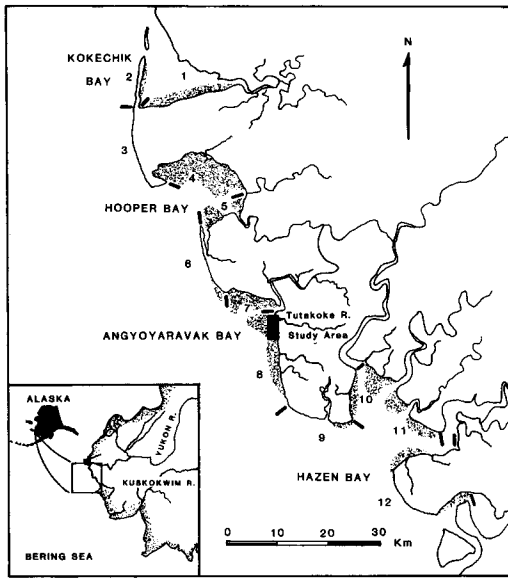 KOKECHIK
BAY
N
1
2
3
4
5
HOOPER BAY
6
7
Tutakoke R.
ANGYOYARAVAK BAY
Study Area
8
10
9
11
HAZEN BAY
12
0 10 20 30
Km
ALASKA
YUKON R.
KUSKOKWIM R.
BERING SEA